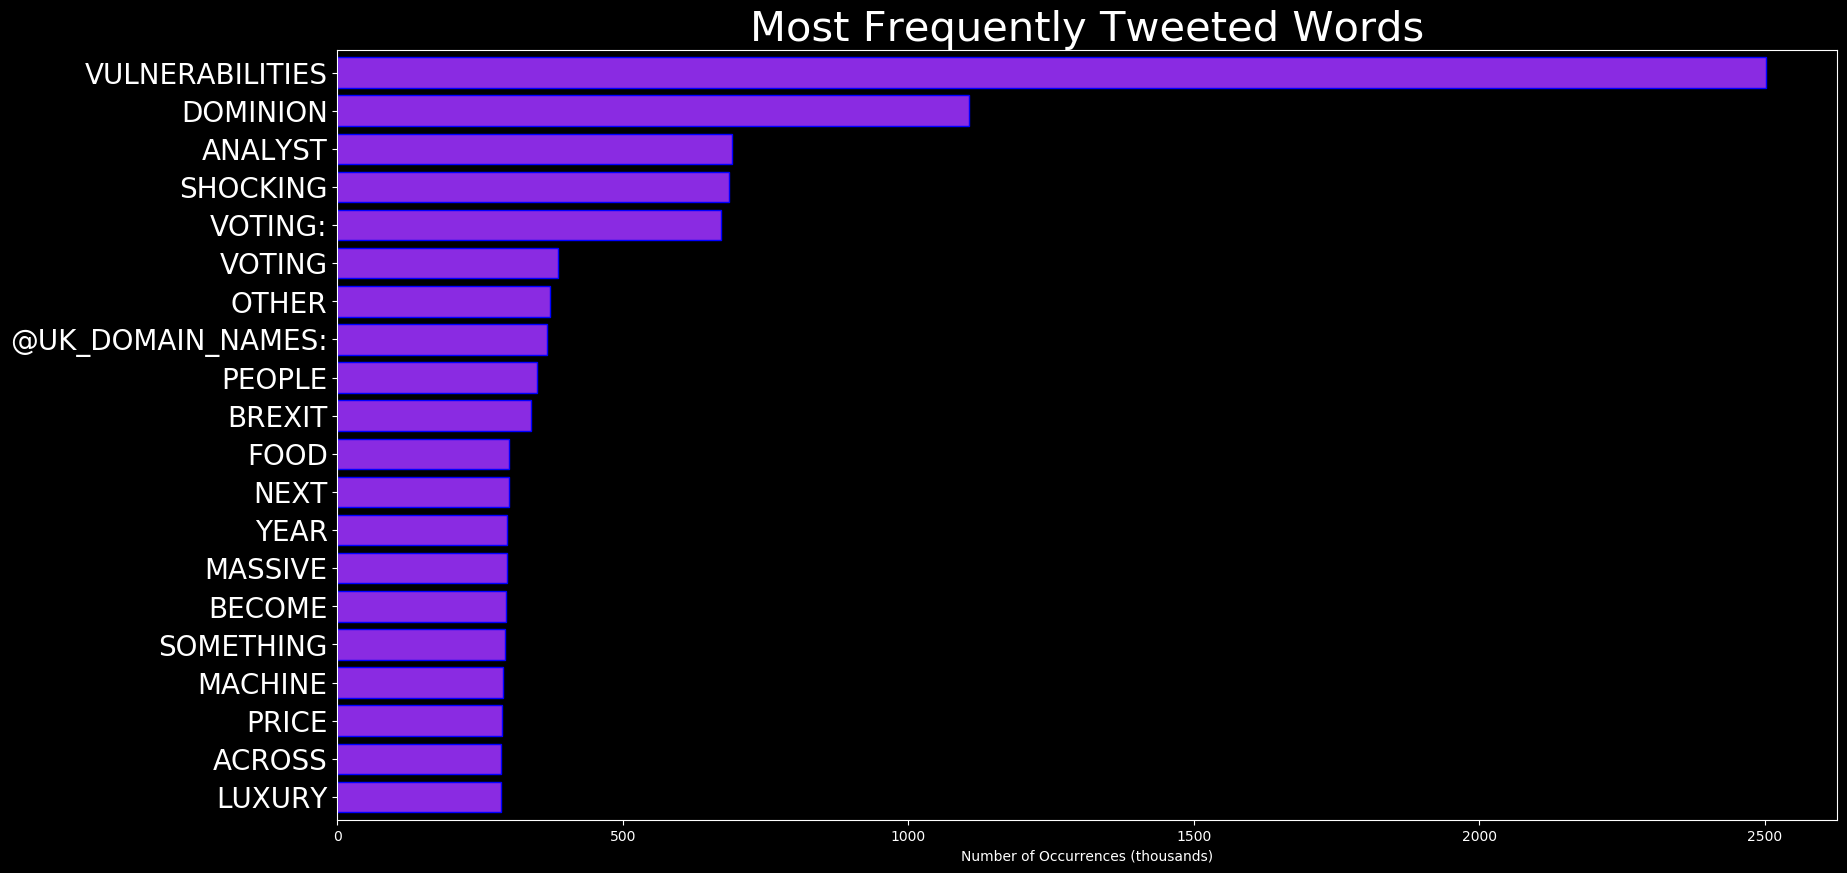 Most Frequently Tweeted Words
VULNERABILITIES
DOMINION
ANALYST
SHOCKING
VOTING:
VOTING
OTHER
@UK_DOMAIN_NAMES:
PEOPLE
BREXIT
FOOD
NEXT
YEAR
MASSIVE
BECOME
SOMETHING
MACHINE
PRICE
ACROSS
LUXURY
0 500 1000 1500 2000 2500
Number of Occurrences (thousands)